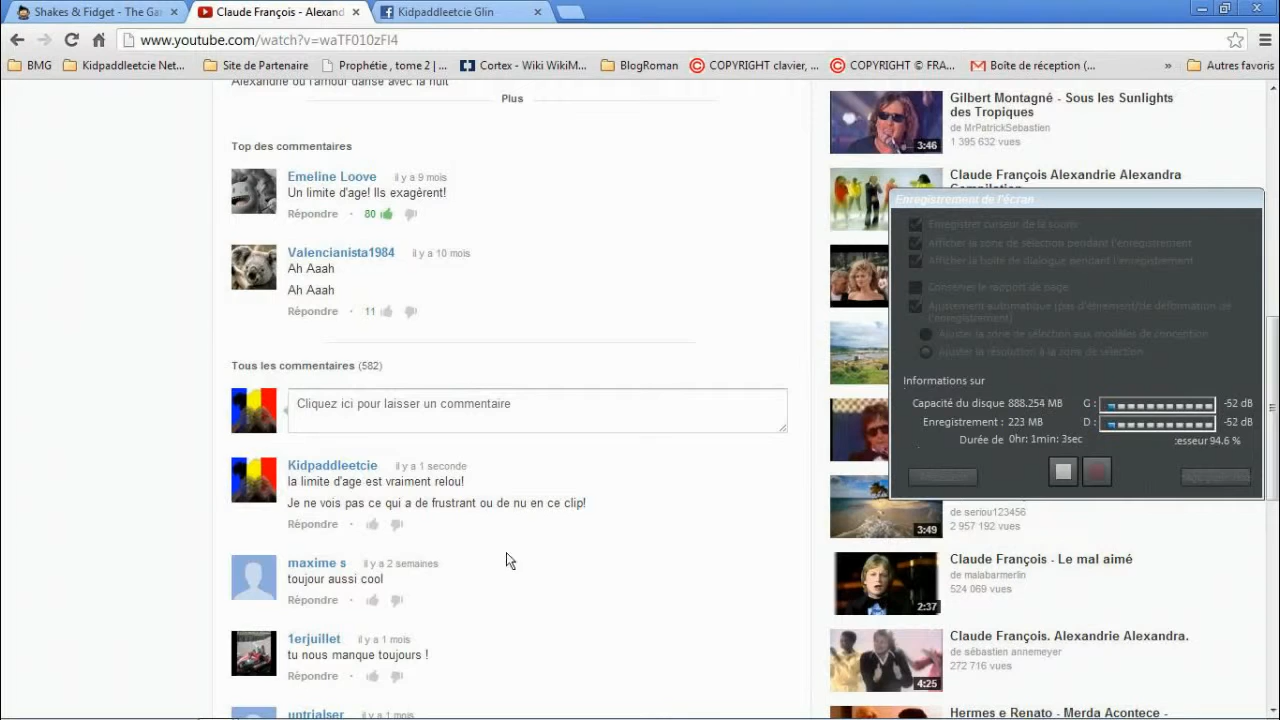 Shakes & Fidget - The Ga
Claude François - Alexand
Kidpaddleetcie Glin
www.youtube.com/watch?v=waTF010zFI4
BMG
Kidpaddleetcie Net...
Site de Partenaire
Prophétie , tome 2 | ...
Cortex - Wiki WikiM...
BlogRoman
COPYRIGHT clavier, ...
COPYRIGHT © FRA...
Boîte de réception (...
»
Autres favoris
Alexandre où l'amour danse avec la nuit
Plus
Top des commentaires
Emeline Loove il y a 9 mois
Un limite d'age! Ils exagèrent!
Répondre · 80
Valencianista1984 il y a 10 mois
Ah Aaah
Ah Aaah
Répondre · 11
Tous les commentaires (582)
Cliquez ici pour laisser un commentaire
Kidpaddleetcie il y a 1 seconde
la limite d'age est vraiment relou!
Je ne vois pas ce qui a de frustrant ou de nu en ce clip!
Répondre ·
maxime s il y a 2 semaines
toujour aussi cool
Répondre ·
1erjuillet il y a 1 mois
tu nous manque toujours !
Répondre ·
untrialser il y a 1 mois
Gilbert Montagné - Sous les Sunlights
des Tropiques
de MrPatrickSebastien
1 395 632 vues
3:46
Claude François Alexandrie Alexandra
Compilation
Enregistrement de l'écran
Enregistrer curseur de la souris
Afficher la zone de sélection pendant l'enregistrement
Afficher la boîte de dialogue pendant l'enregistrement
Conserver le rapport de page
Ajustement automatique (pas d'étirement/de déformation de
l'enregistrement)
Ajuster la zone de sélection aux modèles de conception
Ajuster la résolution à la zone de sélection
Informations sur
Capacité du disque 888.254 MB
G : -52 dB
Enregistrement : 223 MB
D : -52 dB
Durée de 0hr: 1min: 3sec
cesseur 94.6 %
de seriou123456
2 957 192 vues
3:49
Claude François - Le mal aimé
de malabarmerlin
524 069 vues
2:37
Claude François. Alexandrie Alexandra.
de sébastien annemeyer
272 716 vues
4:25
Hermes e Renato - Merda Acontece -